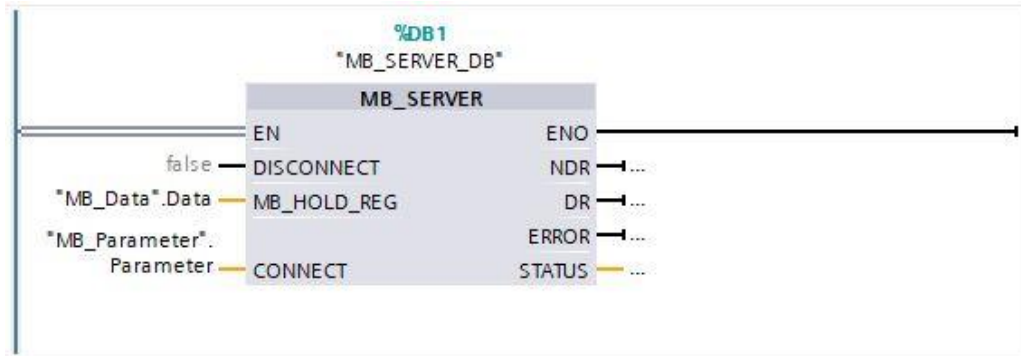 %DB1
"MB_SERVER_DB"
MB_SERVER
EN ENO
false DISCONNECT NDR ...
"MB_Data".Data MB_HOLD_REG DR ...
"MB_Parameter". ERROR ...
Parameter CONNECT STATUS ...